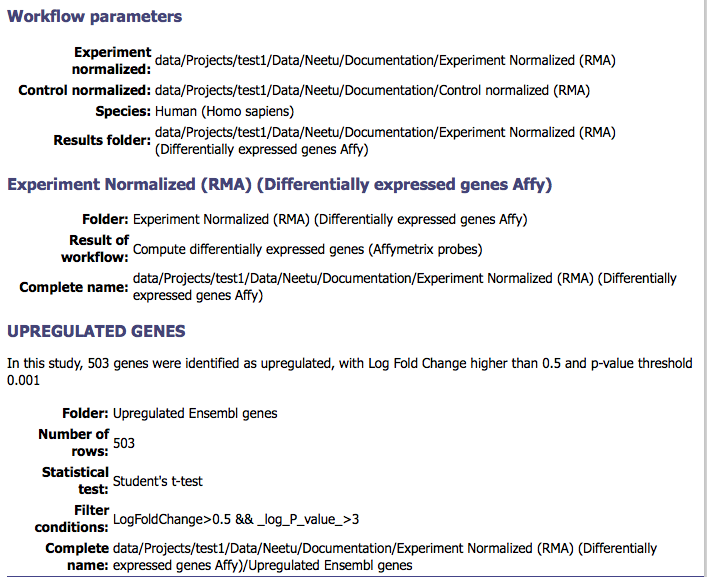 Workflow parameters
Experiment normalized: data/Projects/test1/Data/Neetu/Documentation/Experiment Normalized (RMA)
Control normalized: data/Projects/test1/Data/Neetu/Documentation/Control normalized (RMA)
Species: Human (Homo sapiens)
Results folder: data/Projects/test1/Data/Neetu/Documentation/Experiment Normalized (RMA)
(Differentially expressed genes Affy)
Experiment Normalized (RMA) (Differentially expressed genes Affy)
Folder: Experiment Normalized (RMA) (Differentially expressed genes Affy)
Result of workflow: Compute differentially expressed genes (Affymetrix probes)
Complete name: data/Projects/test1/Data/Neetu/Documentation/Experiment Normalized (RMA) (Differentially
expressed genes Affy)
UPREGULATED GENES
In this study, 503 genes were identified as upregulated, with Log Fold Change higher than 0.5 and p-value threshold
0.001
Folder: Upregulated Ensembl genes
Number of rows: 503
Statistical test: Student's t-test
Filter conditions: LogFoldChange>0.5 && _log_P_value_>3
Complete name: data/Projects/test1/Data/Neetu/Documentation/Experiment Normalized (RMA) (Differentially
expressed genes Affy)/Upregulated Ensembl genes